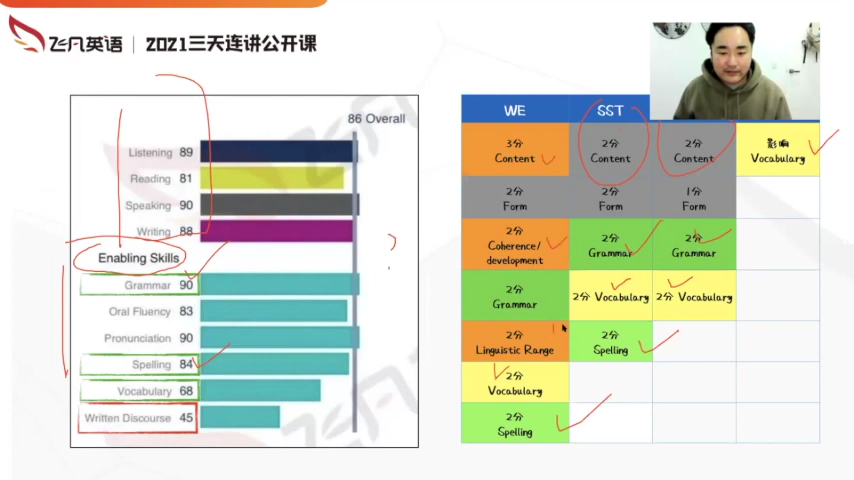 飞凡英语 | 2021三天连讲公开课
86 Overall
Listening 89
Reading 81
Speaking 90
Writing 88
Enabling Skills
Grammar 90
Oral Fluency 83
Pronunciation 90
Spelling 84
Vocabulary 68
Written Discourse 45
WE SST
3分 2分 2分 影响
Content Content Content Vocabulary
2分 2分 1分
Form Form Form
2分 2分 2分
Coherence/ Grammar Grammar
development
2分 2分 Vocabulary 2分 Vocabulary
Grammar
2分 2分
Linguistic Range Spelling
2分
Vocabulary
2分
Spelling